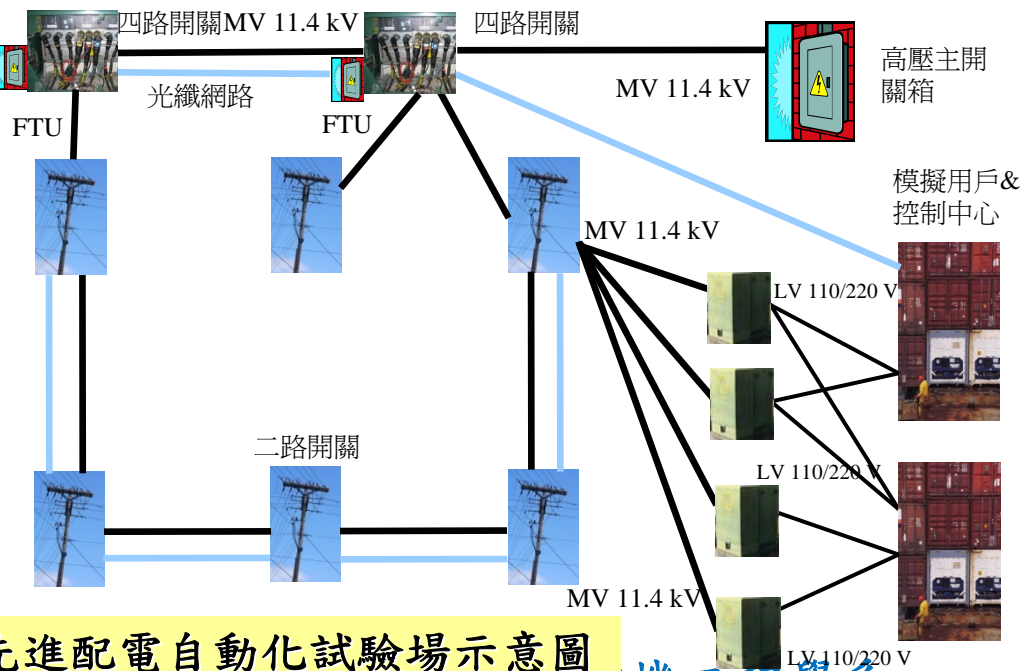 四路開關MV 11.4 kV
四路開關
MV 11.4 kV
高壓主開
關箱
光纖網路
FTU
FTU
模擬用戶&
控制中心
MV 11.4 kV
LV 110/220 V
二路開關
LV 110/220 V
MV 11.4 kV
LV 110/220 V
先進配電自動化試驗場示意圖